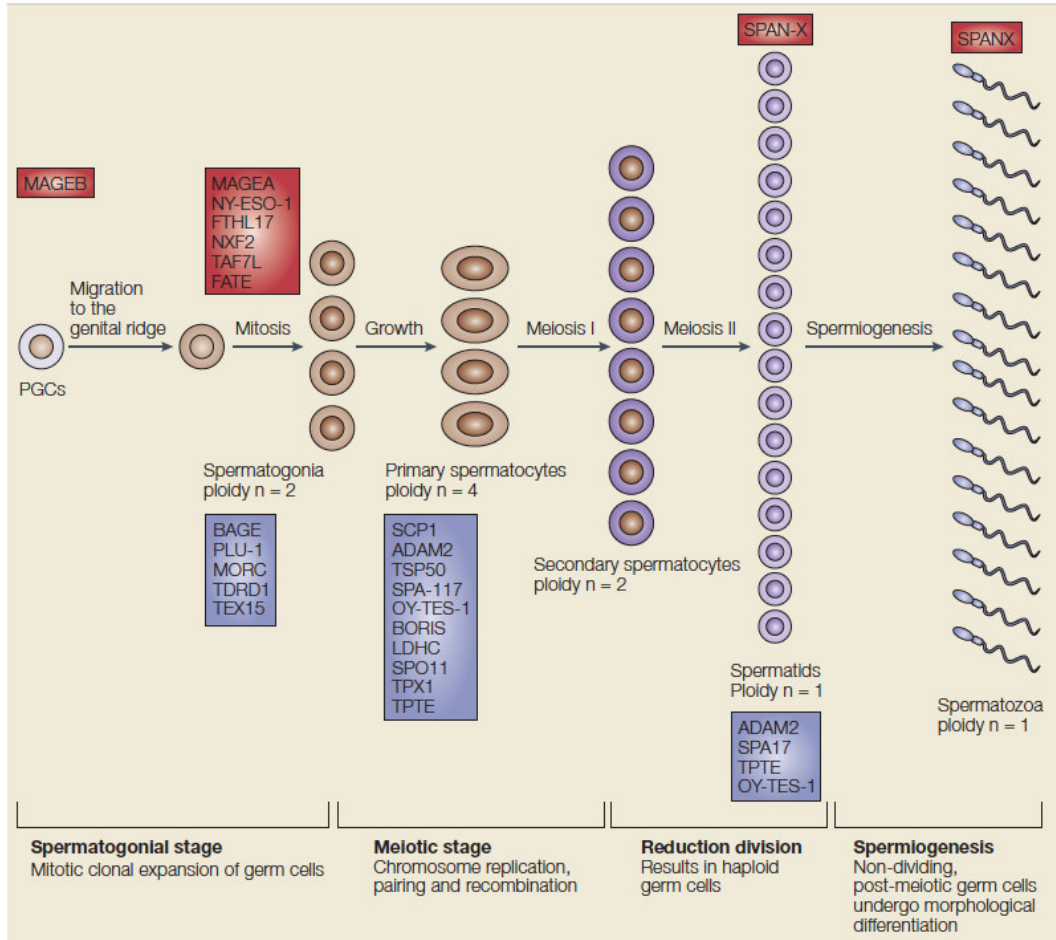 SPAN-X
SPANX
MAGEB
MAGEA
NY-ESO-1
FTHL17
NXF2
TAF7L
FATE
Migration
to the
genital ridge
Mitosis
Growth
Meiosis I
Meiosis II
Spermiogenesis
PGCs
Spermatogonia
ploidy n = 2
Primary spermatocytes
ploidy n = 4
BAGE
PLU-1
MORC
TDRD1
TEX15
SCP1
ADAM2
TSP50
SPA-117
OY-TES-1
BORIS
LDHC
SPO11
TPX1
TPTE
Secondary spermatocytes
ploidy n = 2
Spermatids
Ploidy n = 1
ADAM2
SPA17
TPTE
OY-TES-1
Spermatozoa
ploidy n = 1
Spermatogonial stage
Mitotic clonal expansion of germ cells
Meiotic stage
Chromosome replication,
pairing and recombination
Reduction division
Results in haploid
germ cells
Spermiogenesis
Non-dividing,
post-meiotic germ cells
undergo morphological
differentiation